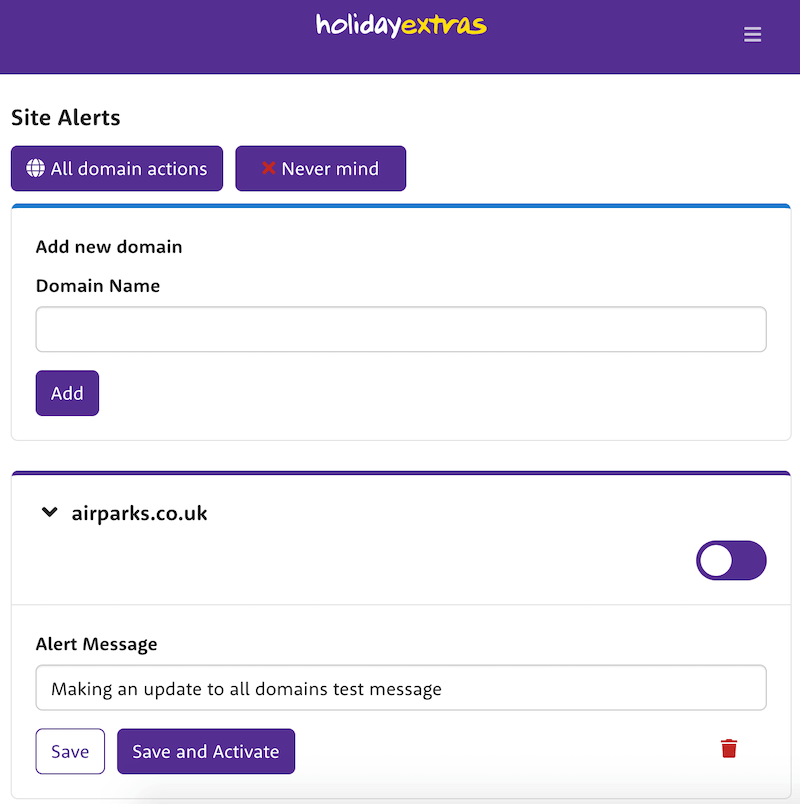 holidayextras
Site Alerts
All domain actions
Never mind
Add new domain
Domain Name
Add
airparks.co.uk
Alert Message
Making an update to all domains test message
Save
Save and Activate